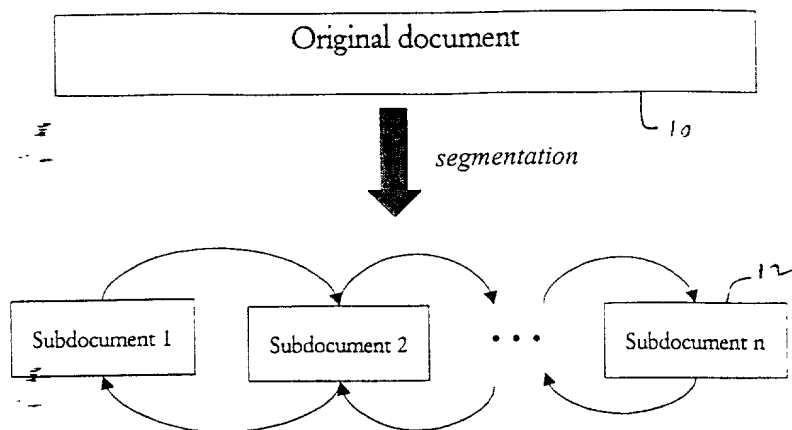 Original document
10
segmentation
12
Subdocument 1
Subdocument 2
• • •
Subdocument n